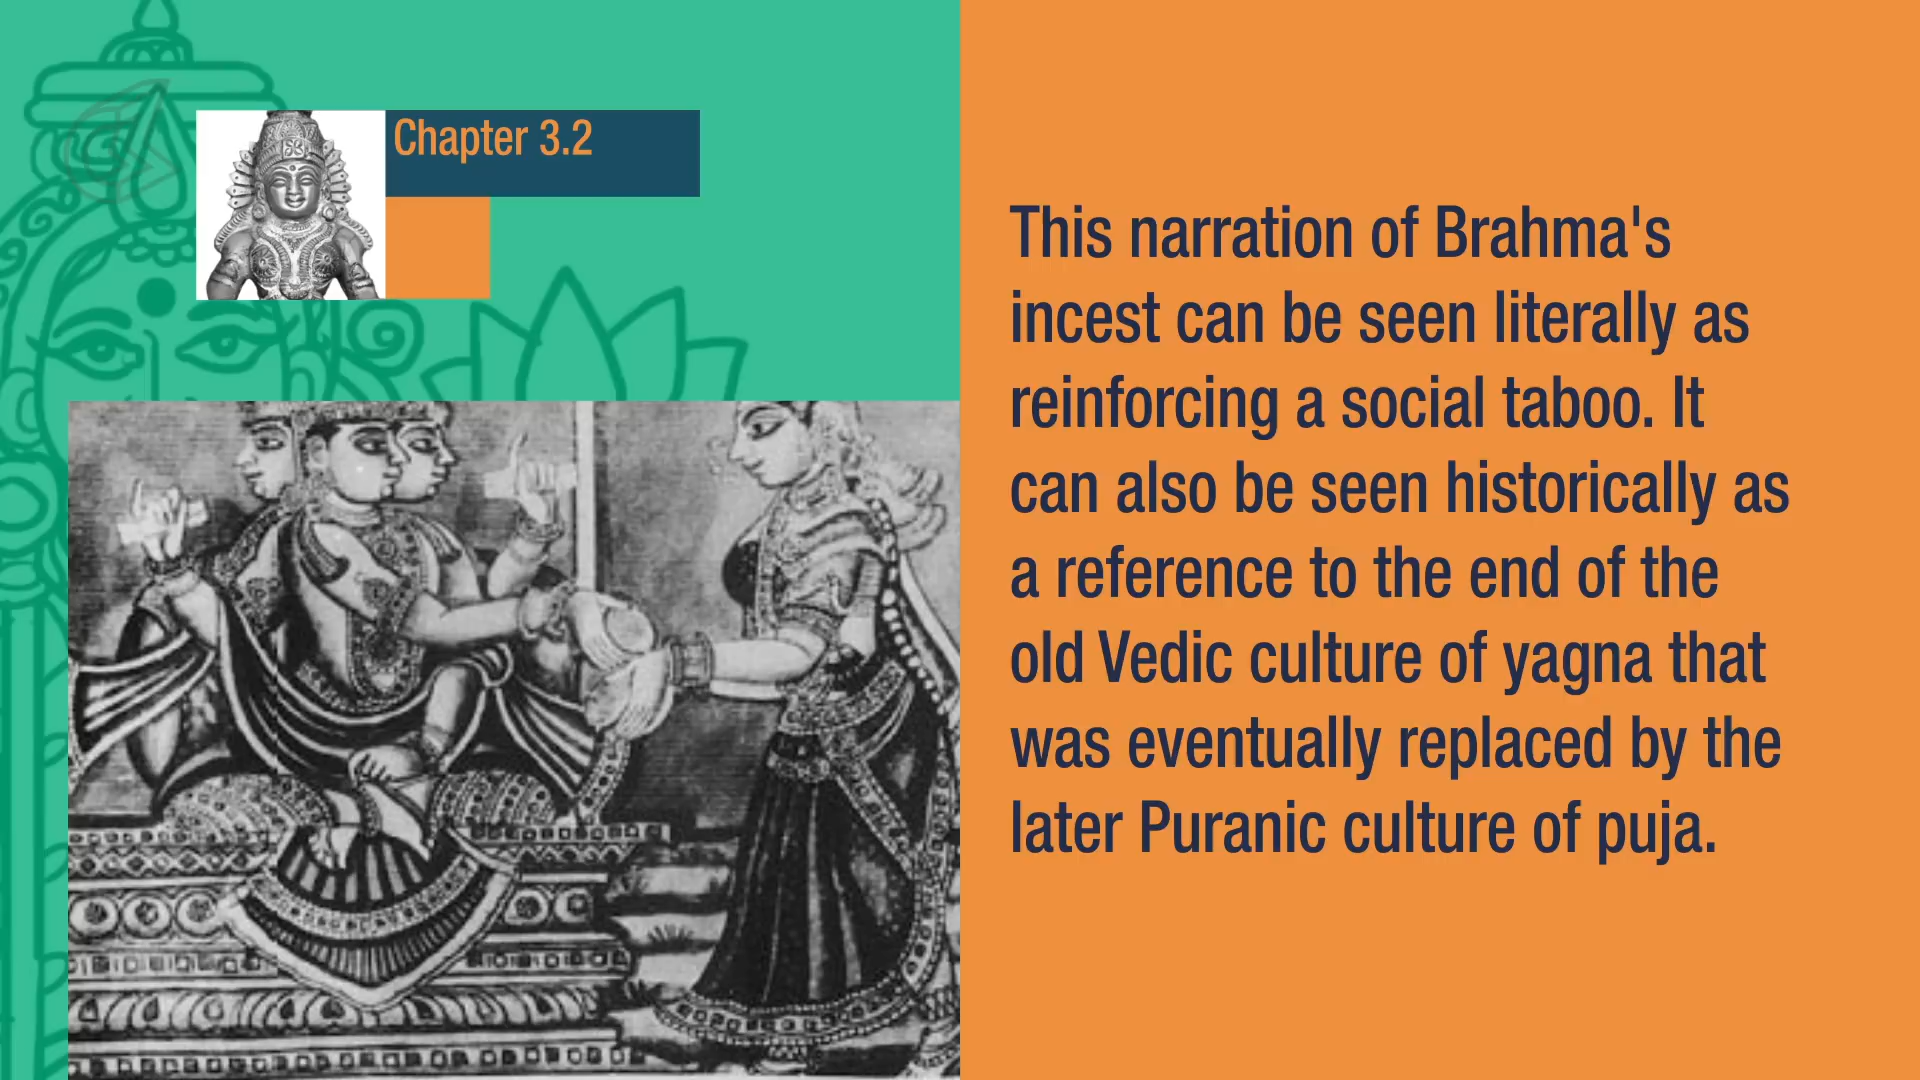 Chapter 3.2
This narration of Brahma's
incest can be seen literally as
reinforcing a social taboo. It
can also be seen historically as
a reference to the end of the
old Vedic culture of yagna that
was eventually replaced by the
later Puranic culture of puja.